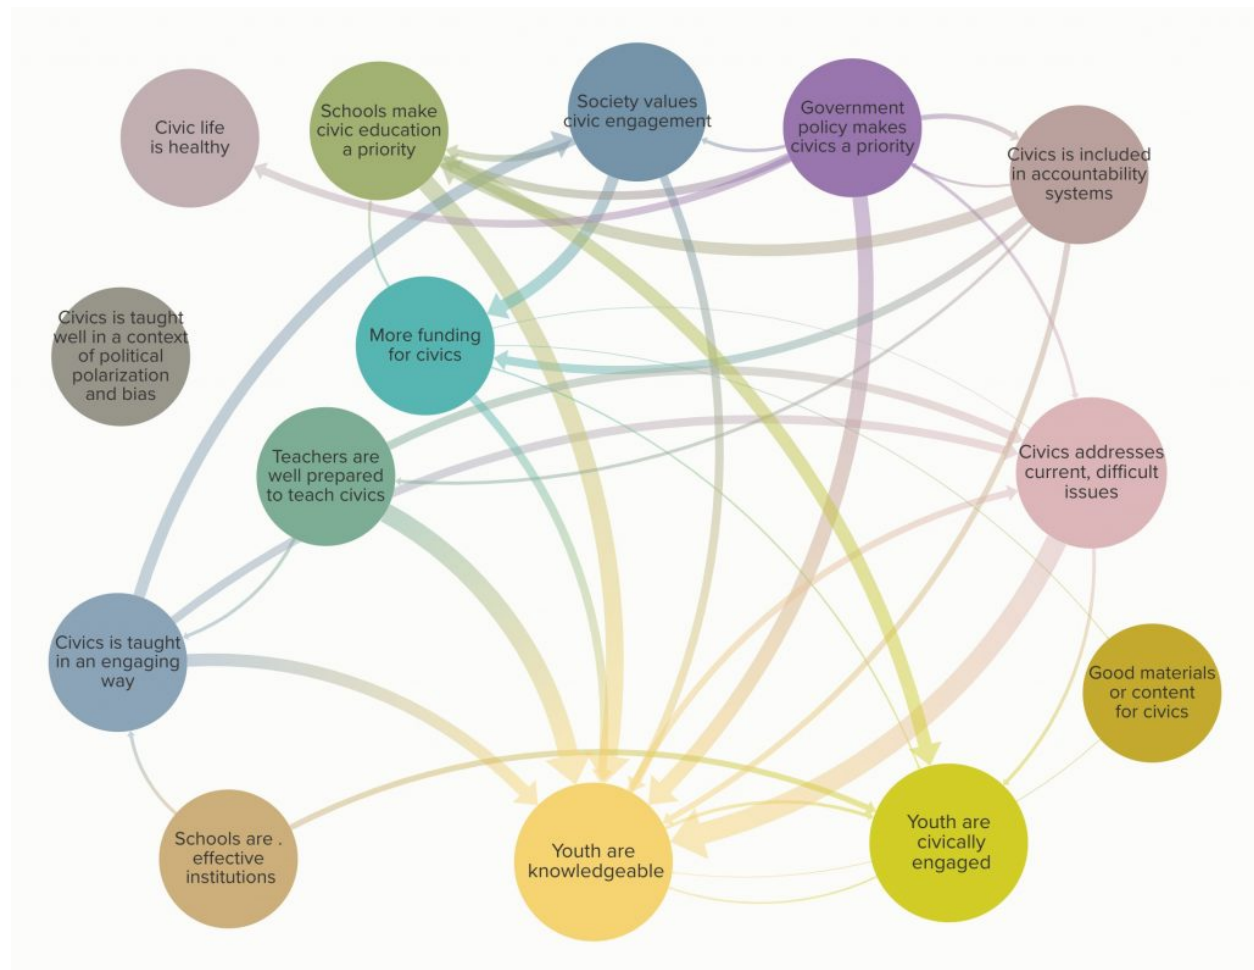 Civic life
is healthy
Schools make
civic education
a priority
Society values
civic engagement
Government
policy makes
civics a priority
Civics is included
in accountability
systems
Civics is taught
well in a context
of political
polarization
and bias
More funding
for civics
Teachers are
well prepared
to teach civics
Civics addresses
current, difficult
issues
Civics is taught
in an engaging
way
Good materials
or content
for civics
Schools are .
effective
institutions
Youth are
knowledgeable
Youth are
civically
engaged